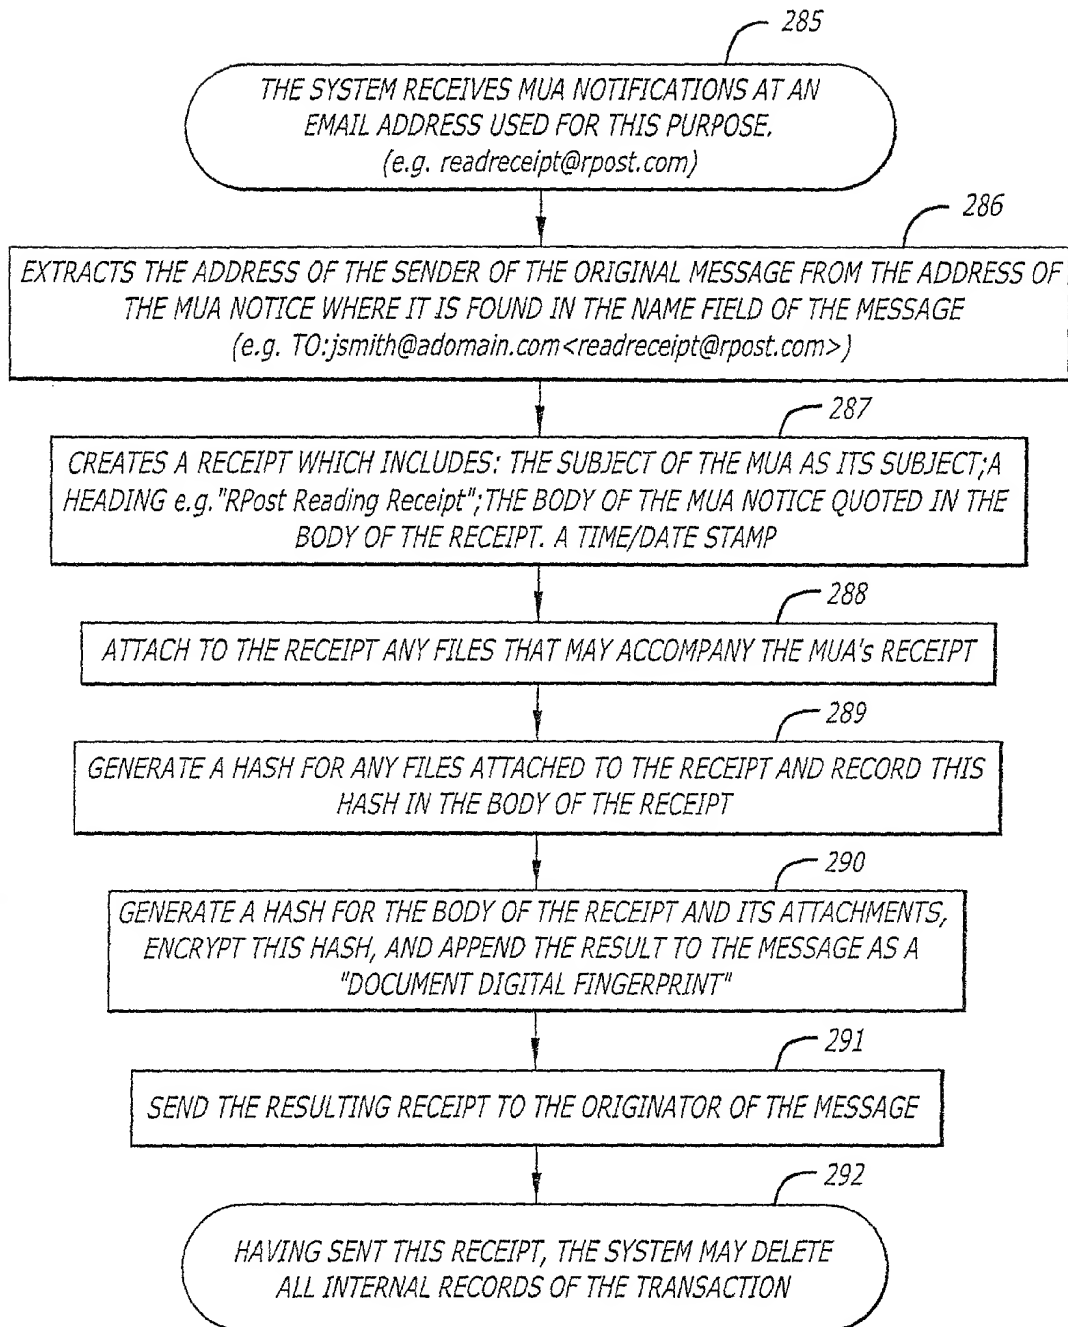 285
THE SYSTEM RECEIVES MUA NOTIFICATIONS AT AN
EMAIL ADDRESS USED FOR THIS PURPOSE.
(e.g. readreceipt@rpost.com)
286
EXTRACTS THE ADDRESS OF THE SENDER OF THE ORIGINAL MESSAGE FROM THE ADDRESS OF
THE MUA NOTICE WHERE IT IS FOUND IN THE NAME FIELD OF THE MESSAGE
(e.g. TO:jsmith@adomain.com<readreceipt@rpost.com>)
287
CREATES A RECEIPT WHICH INCLUDES: THE SUBJECT OF THE MUA AS ITS SUBJECT;A
HEADING e.g."RPost Reading Receipt";THE BODY OF THE MUA NOTICE QUOTED IN THE
BODY OF THE RECEIPT. A TIME/DATE STAMP
288
ATTACH TO THE RECEIPT ANY FILES THAT MAY ACCOMPANY THE MUA's RECEIPT
289
GENERATE A HASH FOR ANY FILES ATTACHED TO THE RECEIPT AND RECORD THIS
HASH IN THE BODY OF THE RECEIPT
290
GENERATE A HASH FOR THE BODY OF THE RECEIPT AND ITS ATTACHMENTS,
ENCRYPT THIS HASH, AND APPEND THE RESULT TO THE MESSAGE AS A
"DOCUMENT DIGITAL FINGERPRINT"
291
SEND THE RESULTING RECEIPT TO THE ORIGINATOR OF THE MESSAGE
292
HAVING SENT THIS RECEIPT, THE SYSTEM MAY DELETE
ALL INTERNAL RECORDS OF THE TRANSACTION